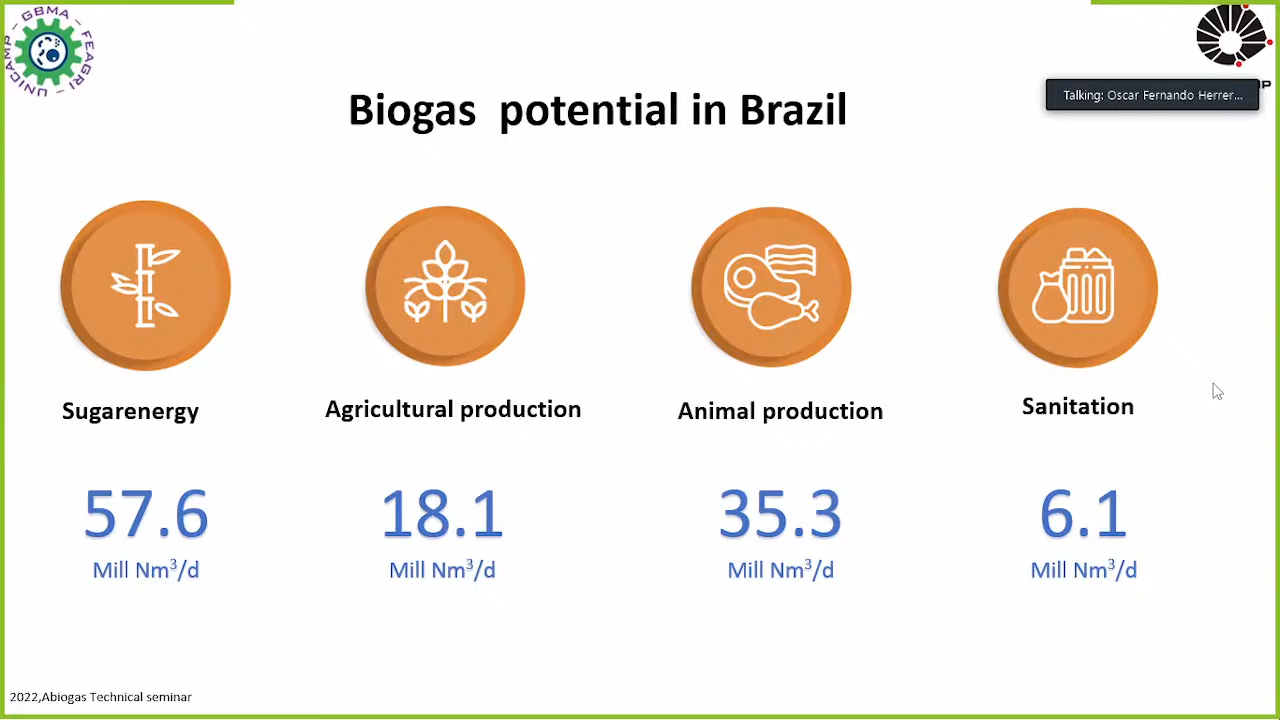 UNICAMP - GBMA - FEAGRI -
Talking: Oscar Fernando Herrer...
Biogas potential in Brazil
Sugarenergy
Agricultural production
Animal production
Sanitation
57.6
18.1
35.3
6.1
Mill Nm³/d
Mill Nm³/d
Mill Nm³/d
Mill Nm³/d
2022,Abiogas Technical seminar